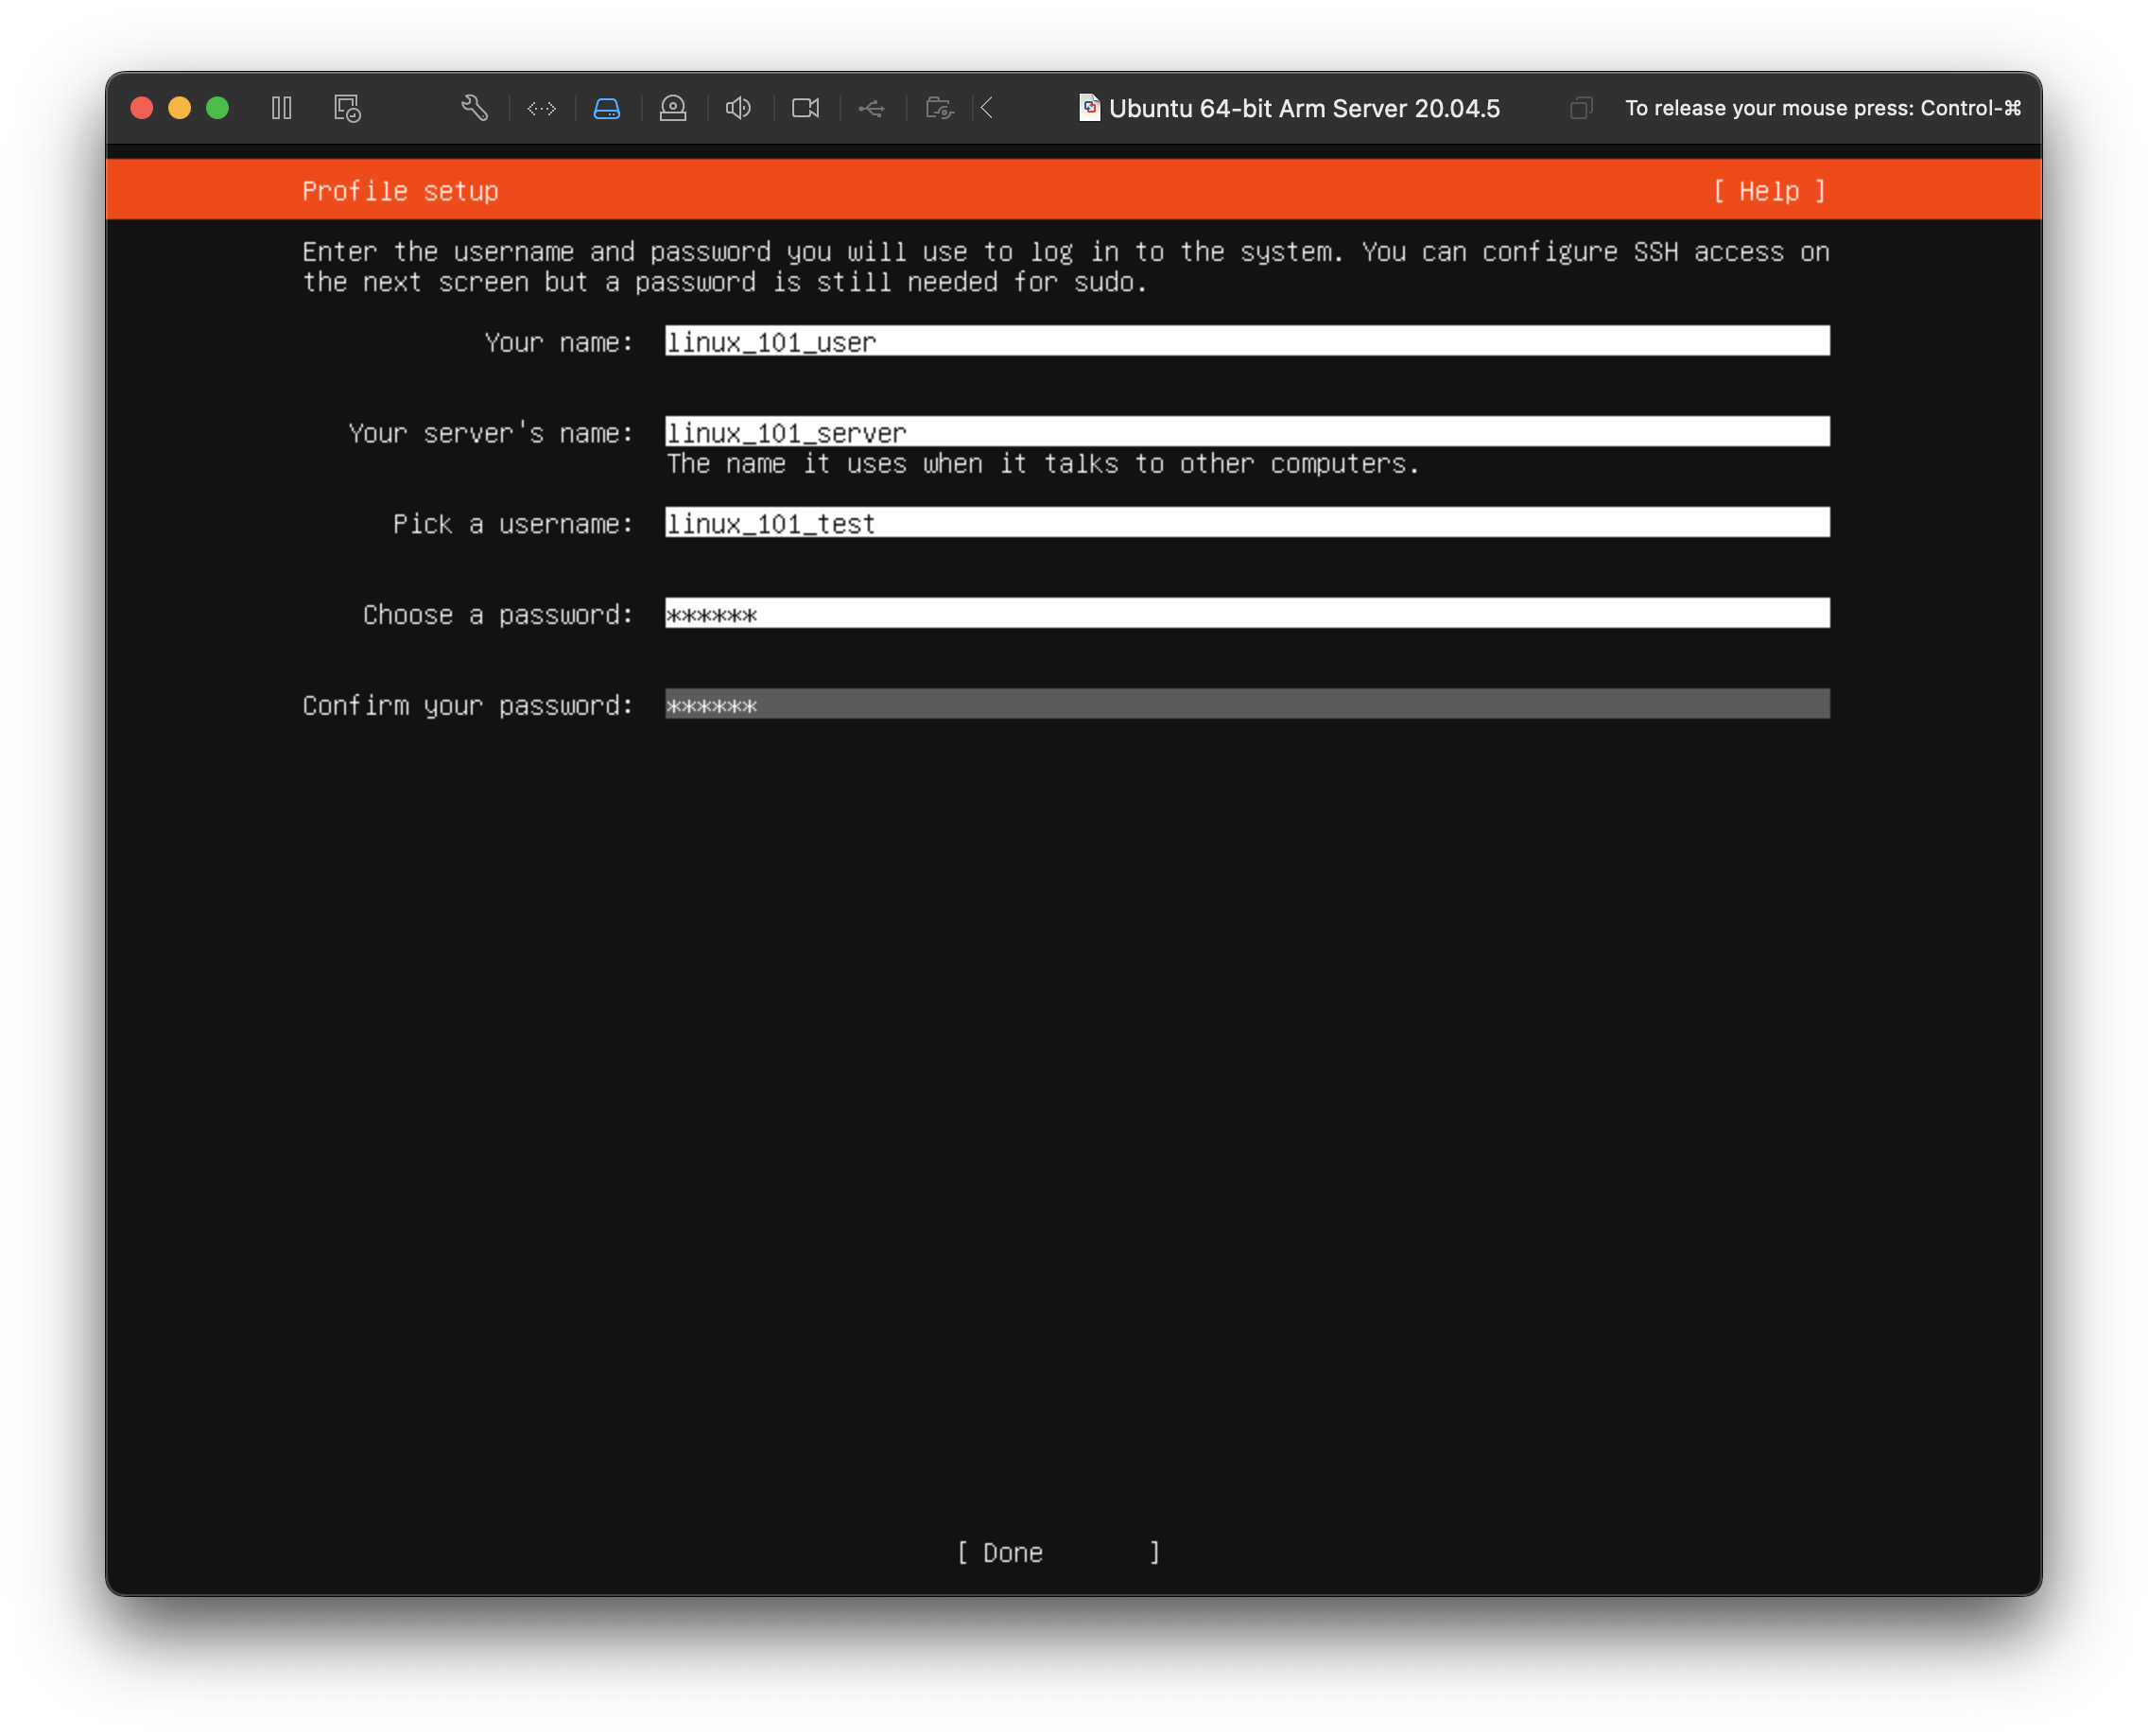 Ubuntu 64-bit Arm Server 20.04.5
To release your mouse press: Control-⌘
Profile setup
[ Help ]
Enter the username and password you will use to log in to the system. You can configure SSH access on
the next screen but a password is still needed for sudo.
Your name: linux_101_user
Your server's name: linux_101_server
The name it uses when it talks to other computers.
Pick a username: linux_101_test
Choose a password: ******
Confirm your password: ******
[ Done ]